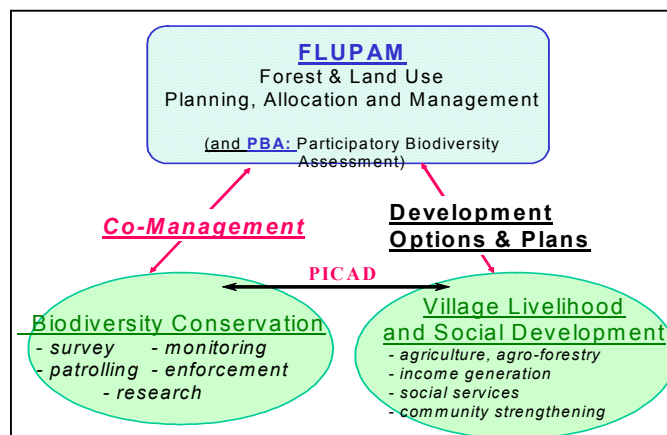 FLUPAM
Forest & Land Use
Planning, Allocation and Management
(and PBA: Participatory Biodiversity
Assessment)
Co-Management
Development
Options & Plans
PICAD
Biodiversity Conservation
- survey - monitoring
- patrolling - enforcement
- research
Village Livelihood
and Social Development
- agriculture, agro-forestry
- income generation
- social services
- community strengthening